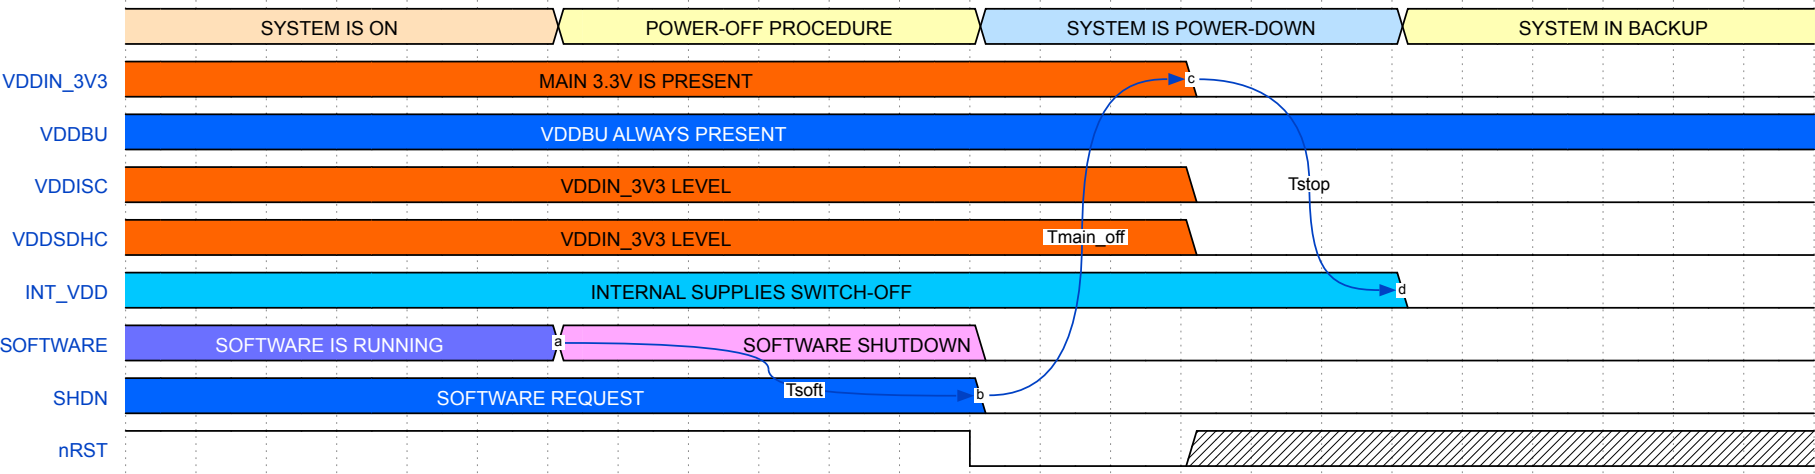 SYSTEM IS ON POWER-OFF PROCEDURE SYSTEM IS POWER-DOWN SYSTEM IN BACKUP
VDDIN_3V3 MAIN 3.3V IS PRESENT c
VDDBU VDDBU ALWAYS PRESENT
VDDISC VDDIN_3V3 LEVEL Tstop
VDDSDHC VDDIN_3V3 LEVEL Tmain_off
INT_VDD INTERNAL SUPPLIES SWITCH-OFF d
SOFTWARE SOFTWARE IS RUNNING a SOFTWARE SHUTDOWN
SHDN SOFTWARE REQUEST Tsoft b
nRST